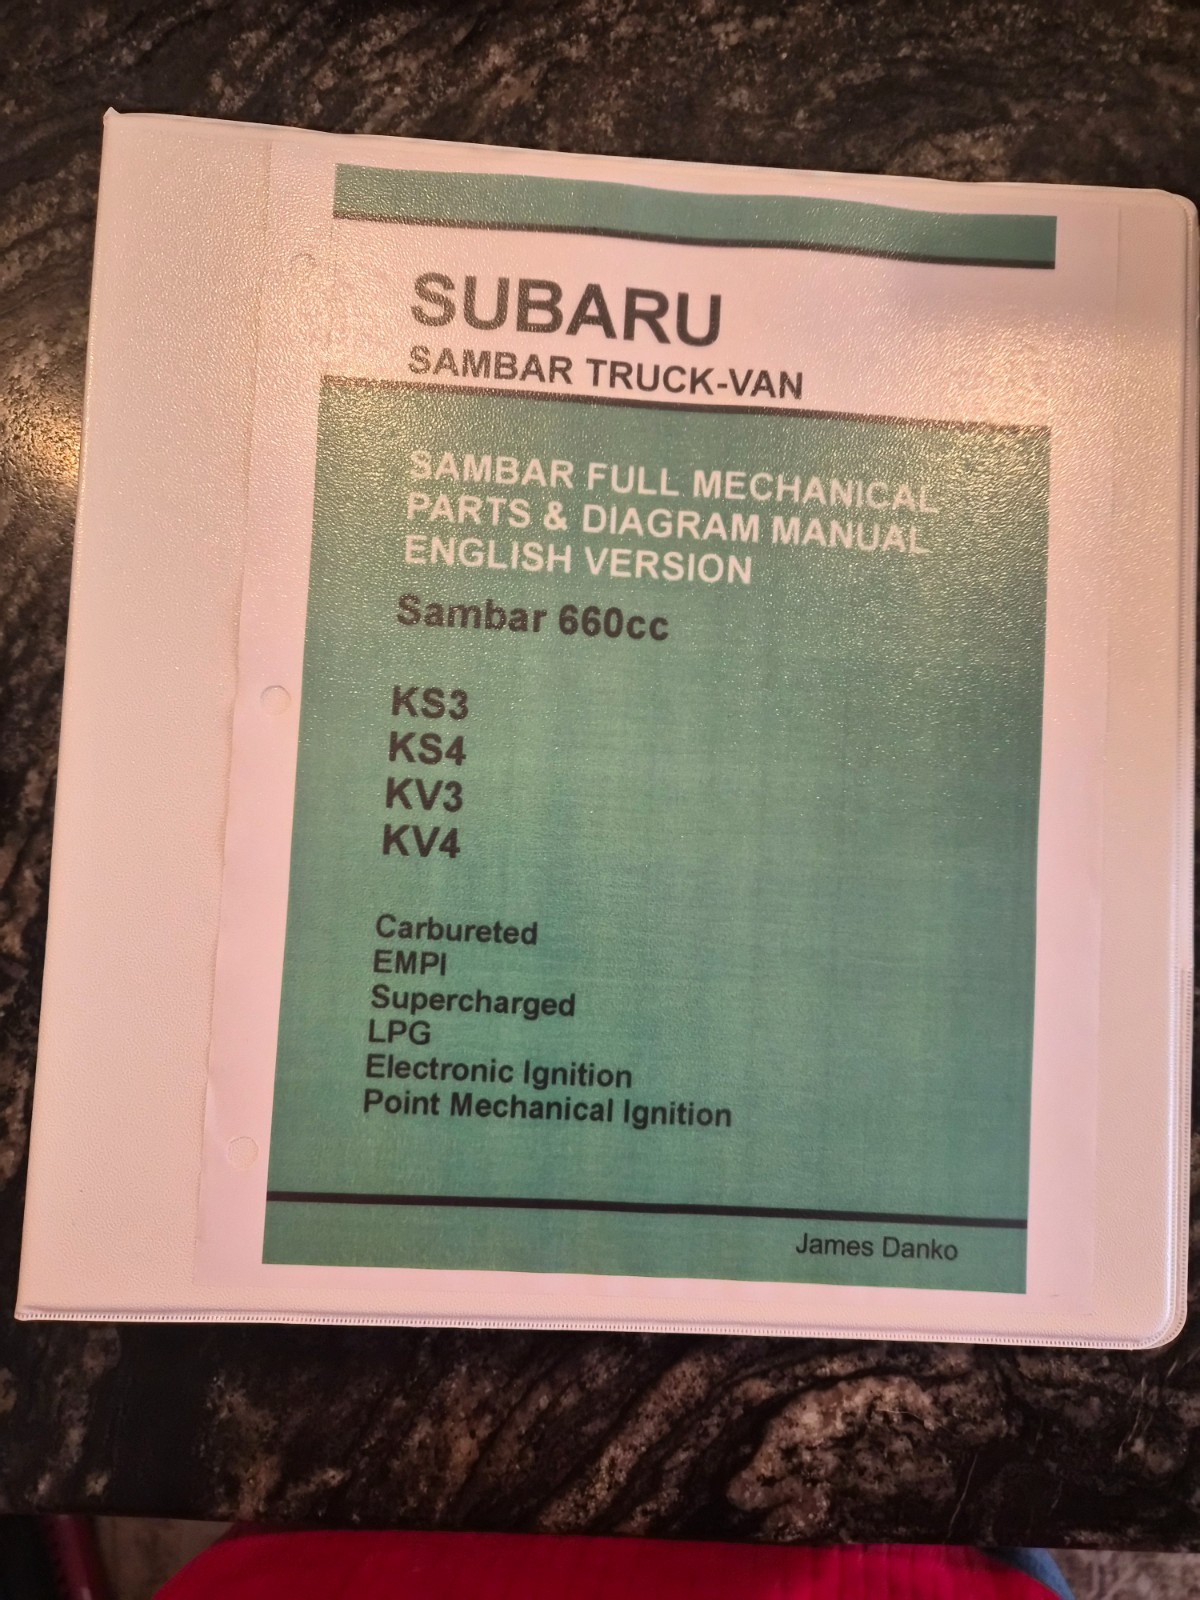 SUBARU
SAMBAR TRUCK-VAN
SAMBAR FULL MECHANICAL
PARTS & DIAGRAM MANUAL
ENGLISH VERSION
Sambar 660cc
KS3
KS4
KV3
KV4
Carbureted
EMPI
Supercharged
LPG
Electronic Ignition
Point Mechanical Ignition
James Danko